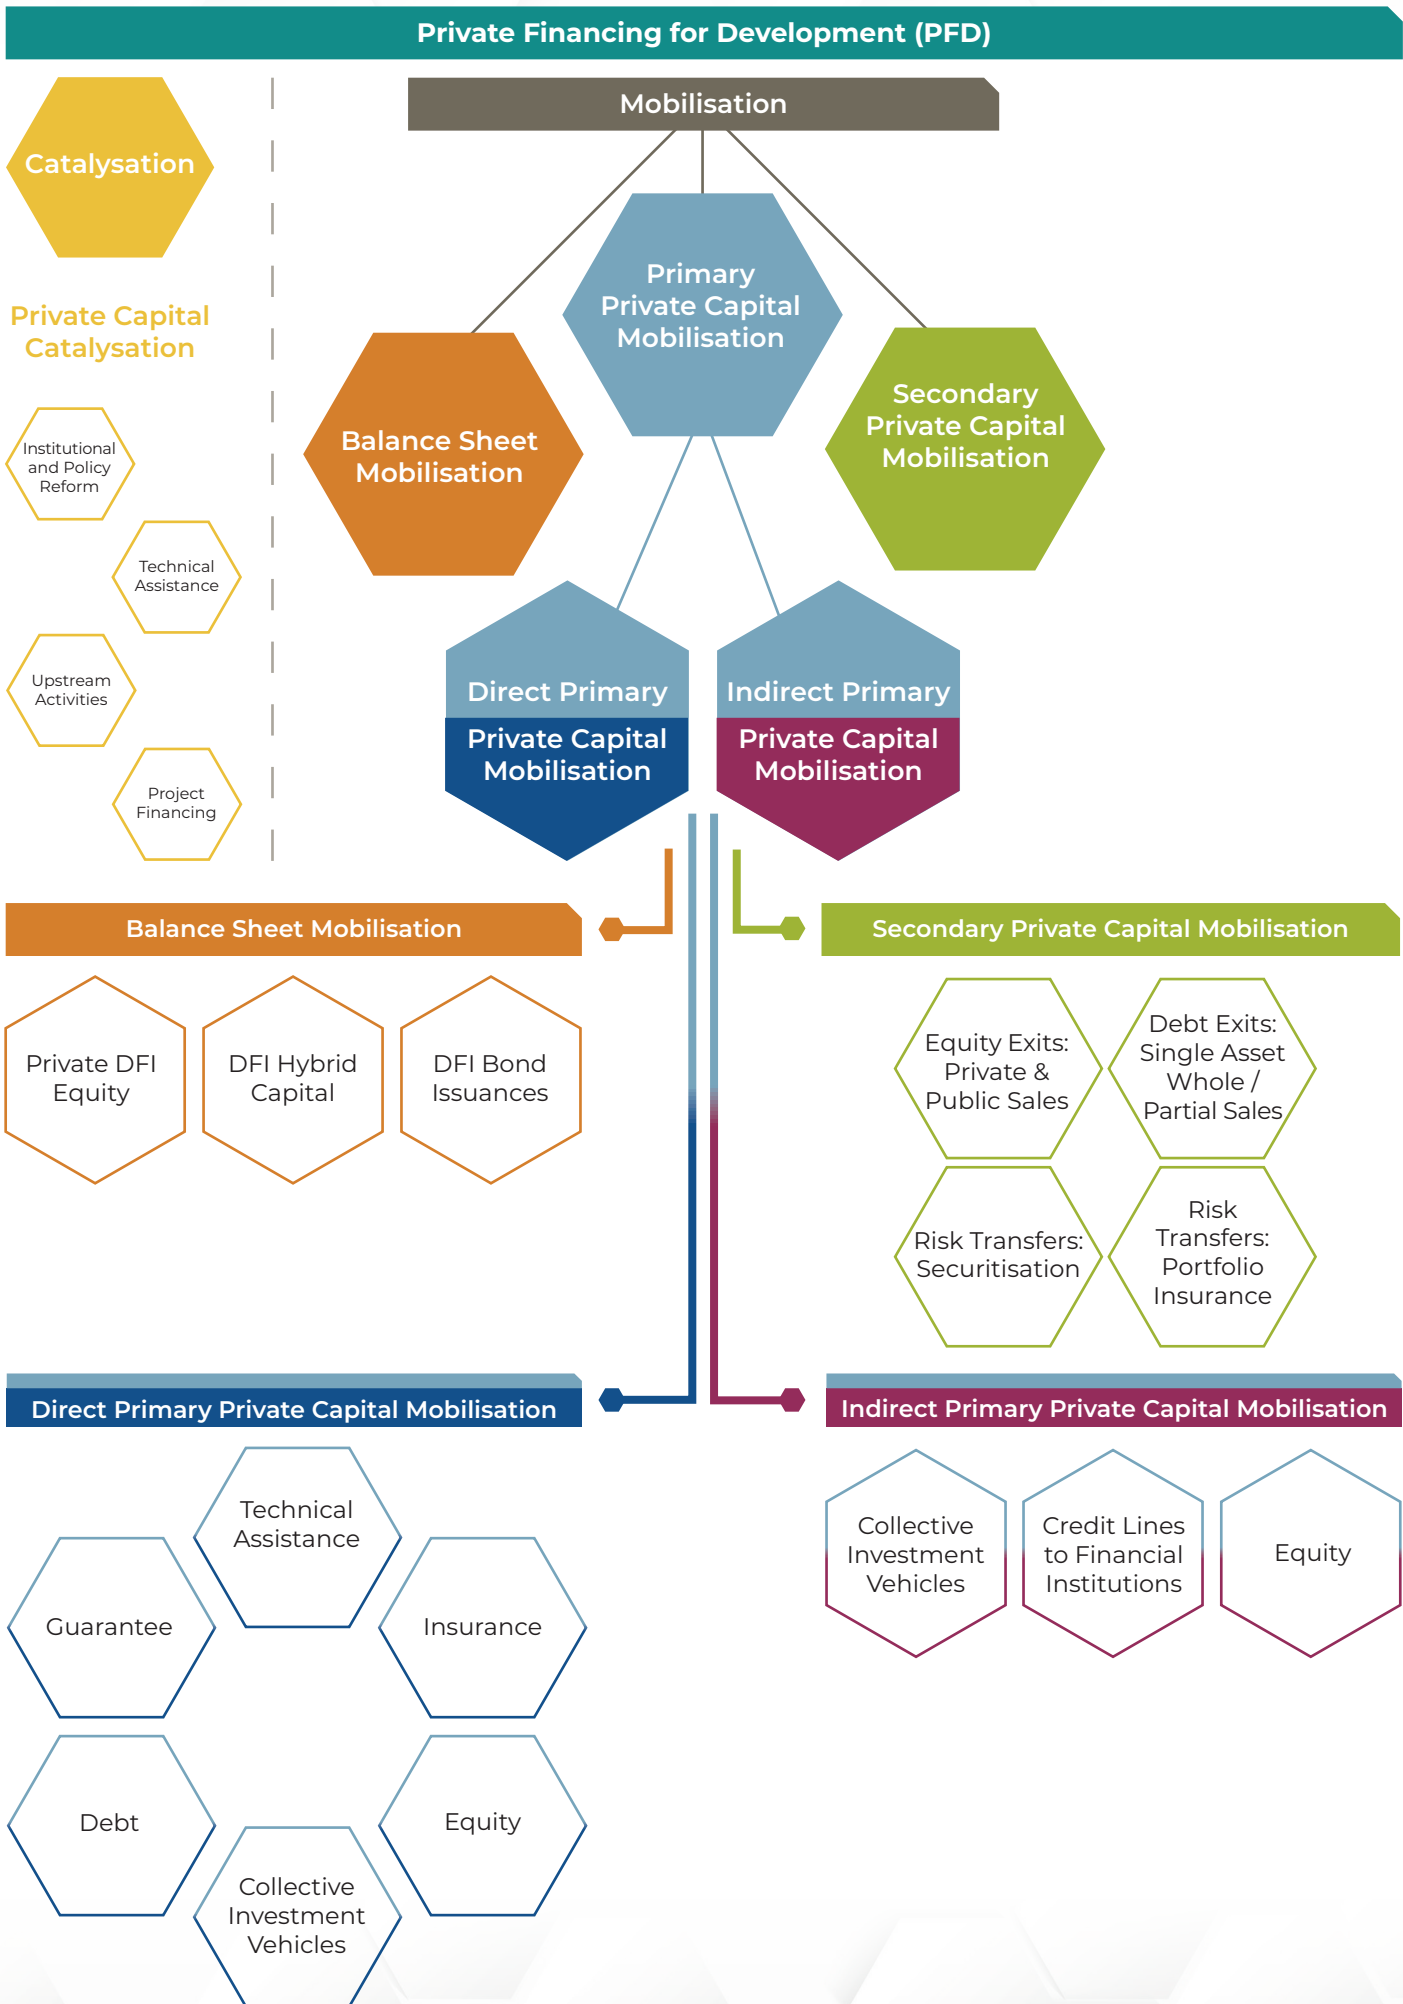 Private Financing for Development (PFD)
Catalysation
Private Capital
Catalysation
Institutional
and Policy
Reform
Technical
Assistance
Upstream
Activities
Project
Financing
Mobilisation
Primary
Private Capital
Mobilisation
Balance Sheet
Mobilisation
Secondary
Private Capital
Mobilisation
Direct Primary
Private Capital
Mobilisation
Indirect Primary
Private Capital
Mobilisation
Balance Sheet Mobilisation
Private DFI
Equity
DFI Hybrid
Capital
DFI Bond
Issuances
Secondary Private Capital Mobilisation
Equity Exits:
Private &
Public Sales
Debt Exits:
Single Asset
Whole /
Partial Sales
Risk Transfers:
Securitisation
Risk
Transfers:
Portfolio
Insurance
Direct Primary Private Capital Mobilisation
Technical
Assistance
Guarantee
Insurance
Debt
Equity
Collective
Investment
Vehicles
Indirect Primary Private Capital Mobilisation
Collective
Investment
Vehicles
Credit Lines
to Financial
Institutions
Equity